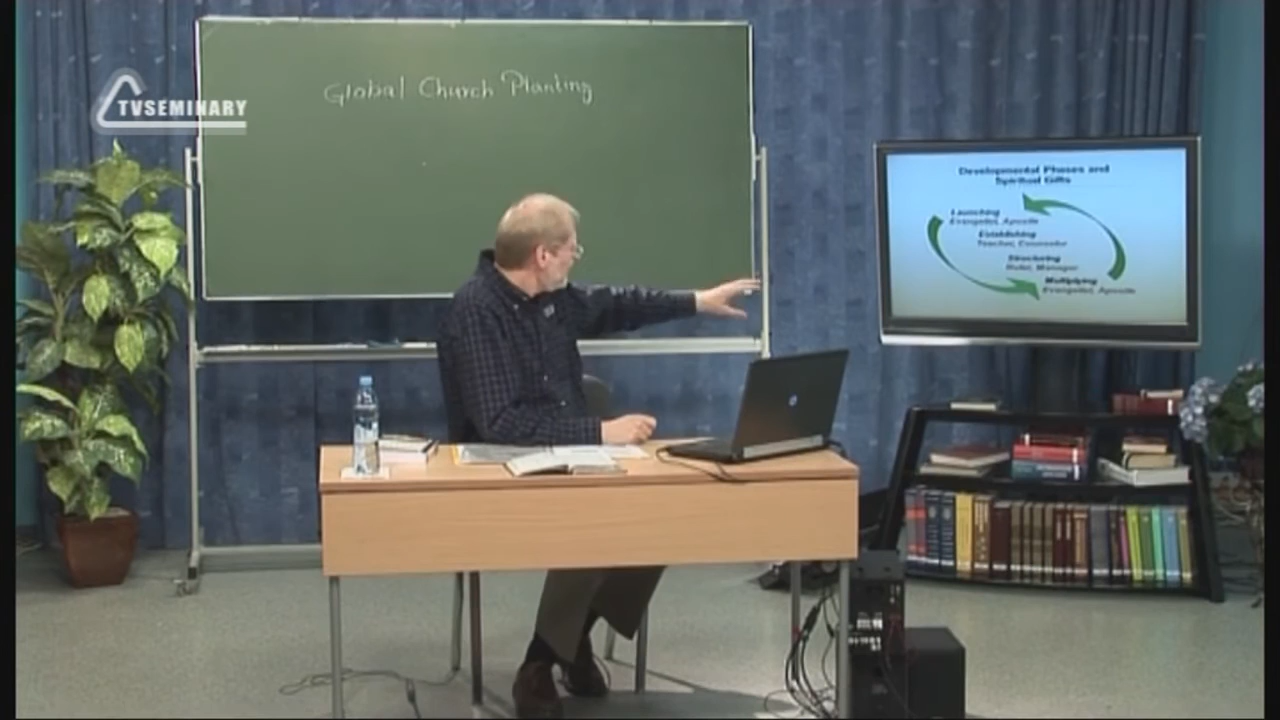 TVSEMINARY
Global Church Planting
Developmental Phases and
Spiritual Gifts
Launching
Evangelist, Apostle
Establishing
Teacher, Counselor
Structuring
Ruler, Manager
Multiplying
Evangelist, Apostle